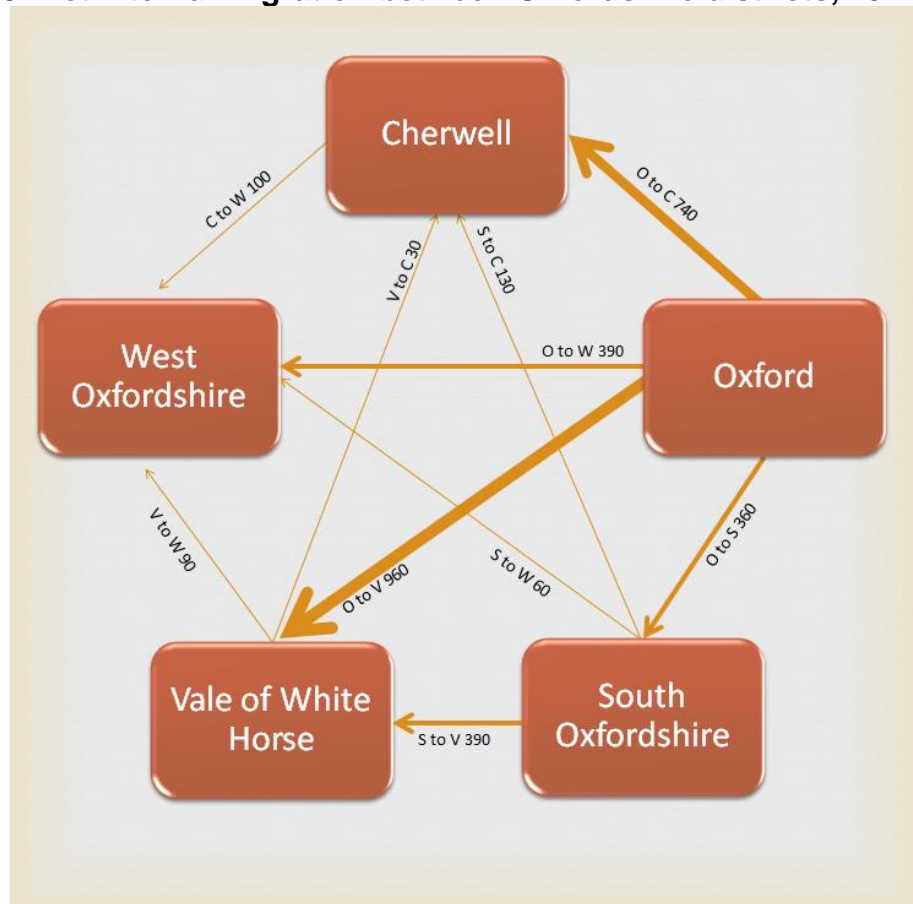 Cherwell
C to W 100
O to C 740
V to C 30
S to C 130
West
Oxfordshire
O to W 390
Oxford
V to W 90
O to V 960
S to W 60
O to S 360
Vale of White
Horse
S to V 390
South
Oxfordshire